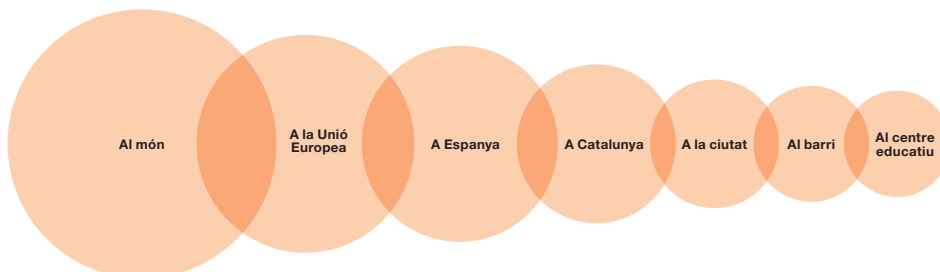 Al món
A la Unió
Europea
A Espanya
A Catalunya
A la ciutat
Al barri
Al centre
educatiu